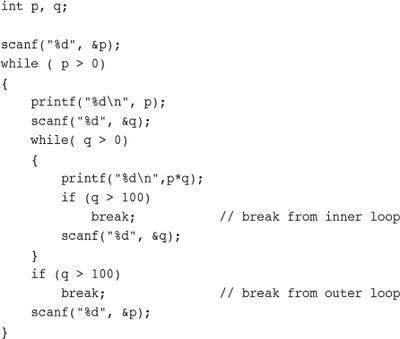 int p, q;
scanf("%d", &p);
while ( p > 0)
{
    printf("%d\n", p);
    scanf("%d", &q);
    while( q > 0)
    {
        printf("%d\n",p*q);
        if (q > 100)
            break;           // break from inner loop
        scanf("%d", &q);
    }
    if (q > 100)
        break;               // break from outer loop
    scanf("%d", &p);
}